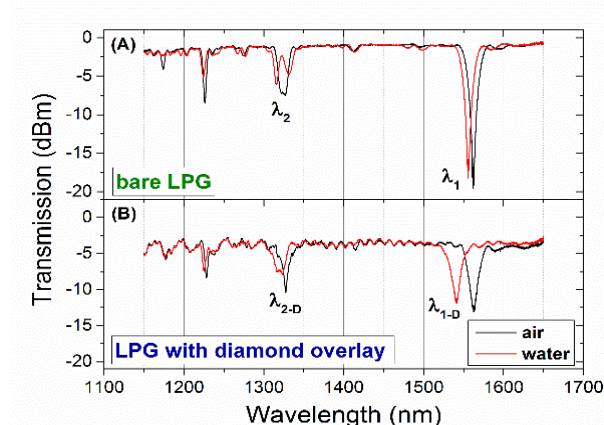 (A)
0
-5
-10
-15
-20
λ2
λ1
bare LPG
(B)
0
-5
-10
-15
-20
λ2-D
λ1-D
LPG with diamond overlay
air
water
Transmission (dBm)
1100 1200 1300 1400 1500 1600 1700
Wavelength (nm)